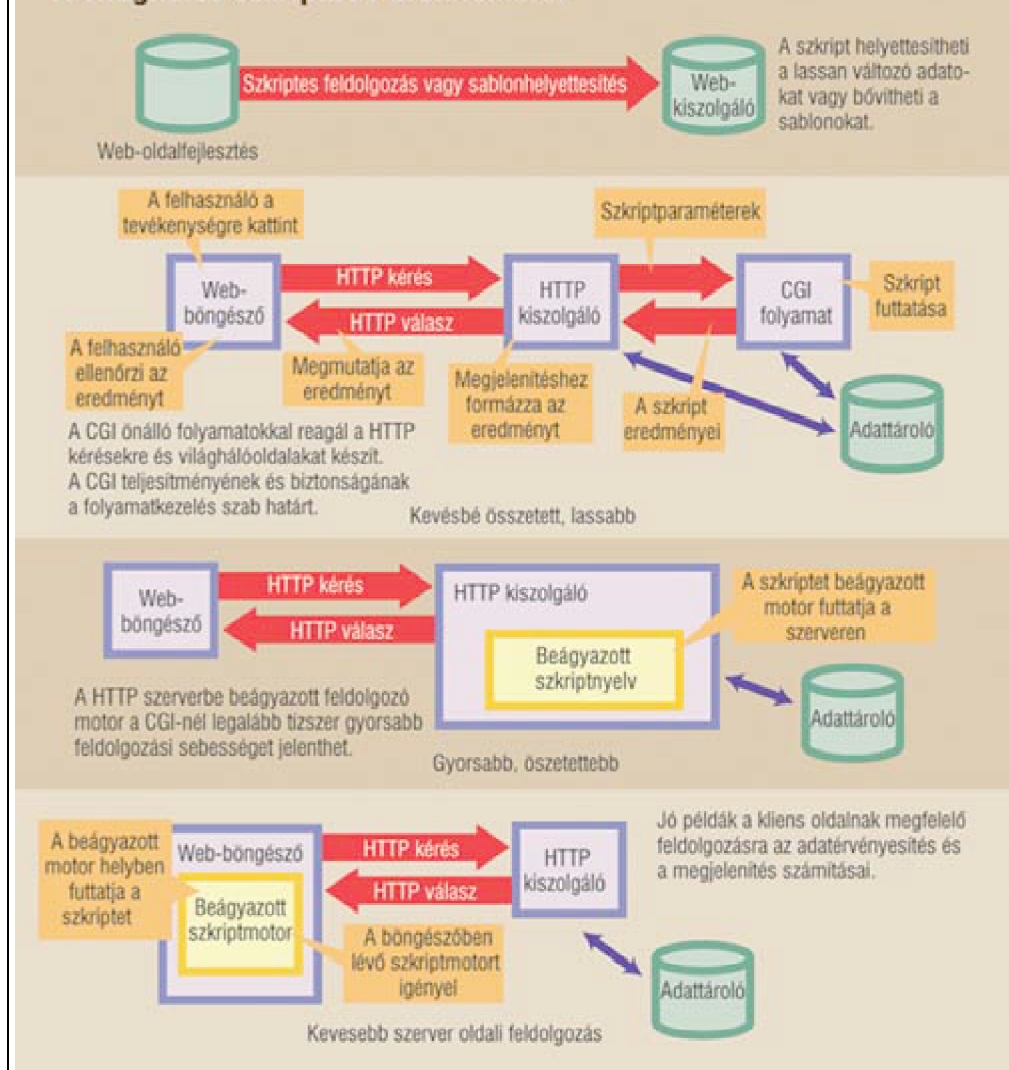 Szkriptes feldolgozás vagy sablonhelyettesítés
Web-
kiszolgáló
A szkript helyettesítheti
a lassan változó adato-
kat vagy bővítheti a
sablonokat.
Web-oldalfejlesztés
A felhasználó a
tevékenységre kattint
Szkriptparaméterek
Web-
böngésző
HTTP kérés
HTTP válasz
HTTP
kiszolgáló
CGI
folyamat
Szkript
futtatása
A felhasználó
ellenőrzi az
eredményt
Megmutatja az
eredményt
Megjelenítéshez
formázza az
eredményt
A szkript
eredményei
Adattároló
A CGI önálló folyamatokkal reagál a HTTP
kérésekre és világhálóoldalakat készít.
A CGI teljesítményének és biztonságának
a folyamatkezelés szab határt.
Kevésbé összetett, lassabb
Web-
böngésző
HTTP kérés
HTTP válasz
HTTP kiszolgáló
Beágyazott
szkriptnyelv
A szkriptet beágyazott
motor futtatja a
szerveren
Adattároló
A HTTP szerverbe beágyazott feldolgozó
motor a CGI-nél legalább tízszer gyorsabb
feldolgozási sebességet jelenthet.
Gyorsabb, öszetettebb
A beágyazott
motor helyben
futtatja a
szkriptet
Web-böngésző
Beágyazott
szkriptmotor
HTTP kérés
HTTP válasz
HTTP
kiszolgáló
Jó példák a kliens oldalnak megfelelő
feldolgozásra az adatérvényesítés és
a megjelenítés számításai.
A böngészőben
lévő szkriptmotort
igényel
Adattároló
Kevesebb szerver oldali feldolgozás